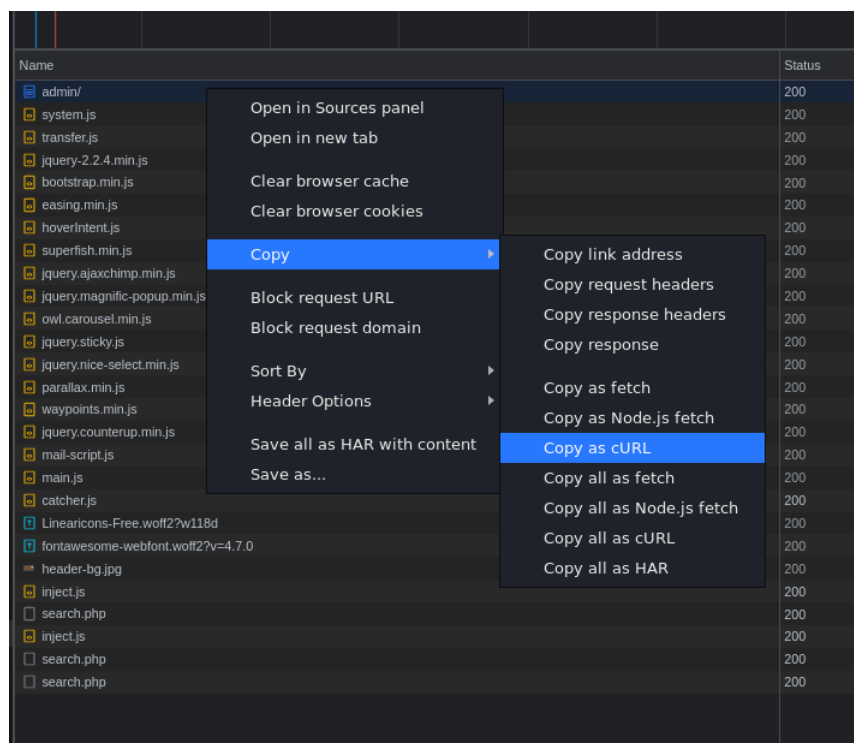 Name Status
admin/ 200
system.js 200
transfer.js 200
jquery-2.2.4.min.js 200
bootstrap.min.js 200
easing.min.js 200
hoverIntent.js 200
superfish.min.js 200
jquery.ajaxchimp.min.js 200
jquery.magnific-popup.min.js 200
owl.carousel.min.js 200
jquery.sticky.js 200
jquery.nice-select.min.js 200
parallax.min.js 200
waypoints.min.js 200
jquery.counterup.min.js 200
mail-script.js 200
main.js 200
catcher.js 200
Linearicons-Free.woff2?w118d 200
fontawesome-webfont.woff2?v=4.7.0 200
header-bg.jpg 200
inject.js 200
search.php 200
inject.js 200
search.php 200
search.php 200
Open in Sources panel
Open in new tab
Clear browser cache
Clear browser cookies
Copy
Block request URL
Block request domain
Sort By
Header Options
Save all as HAR with content
Save as...
Copy link address
Copy request headers
Copy response headers
Copy response
Copy as fetch
Copy as Node.js fetch
Copy as cURL
Copy all as fetch
Copy all as Node.js fetch
Copy all as cURL
Copy all as HAR